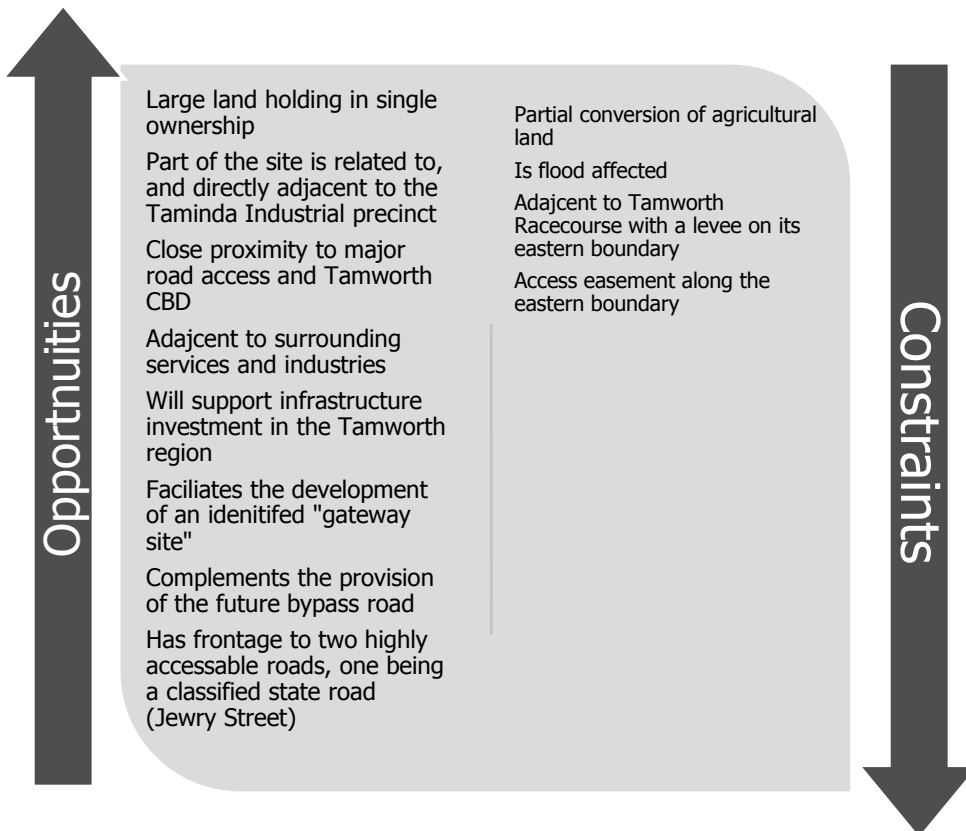 Opportnuities
Large land holding in single
ownership
Part of the site is related to,
and directly adjacent to the
Taminda Industrial precinct
Close proximity to major
road access and Tamworth
CBD
Adajcent to surrounding
services and industries
Will support infrastructure
investment in the Tamworth
region
Faciliates the development
of an idenitifed "gateway
site"
Complements the provision
of the future bypass road
Has frontage to two highly
accessable roads, one being
a classified state road
(Jewry Street)
Partial conversion of agricultural
land
Is flood affected
Adajcent to Tamworth
Racecourse with a levee on its
eastern boundary
Access easement along the
eastern boundary
Constraints